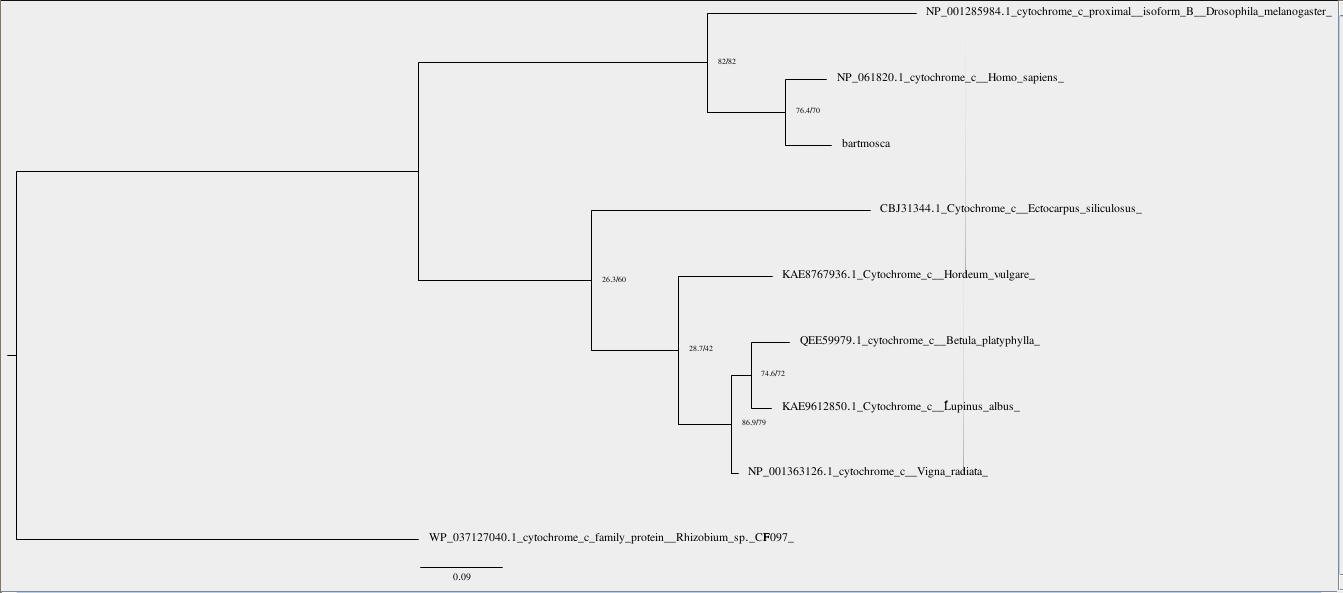 NP_001285984.1_cytochrome_c_proximal__isoform_B__Drosophila_melanogaster_
82/82
NP_061820.1_cytochrome_c__Homo_sapiens_
76.4/70
bartmosca
CBJ31344.1_Cytochrome_c__Ectocarpus_siliculosus_
KAE8767936.1_Cytochrome_c__Hordeum_vulgare_
26.3/60
QEE59979.1_cytochrome_c__Betula_platyphylla_
28.7/42
74.6/72
KAE9612850.1_Cytochrome_c__Lupinus_albus_
86.9/79
NP_001363126.1_cytochrome_c__Vigna_radiata_
WP_037127040.1_cytochrome_c_family_protein__Rhizobium_sp._CF097_
0.09